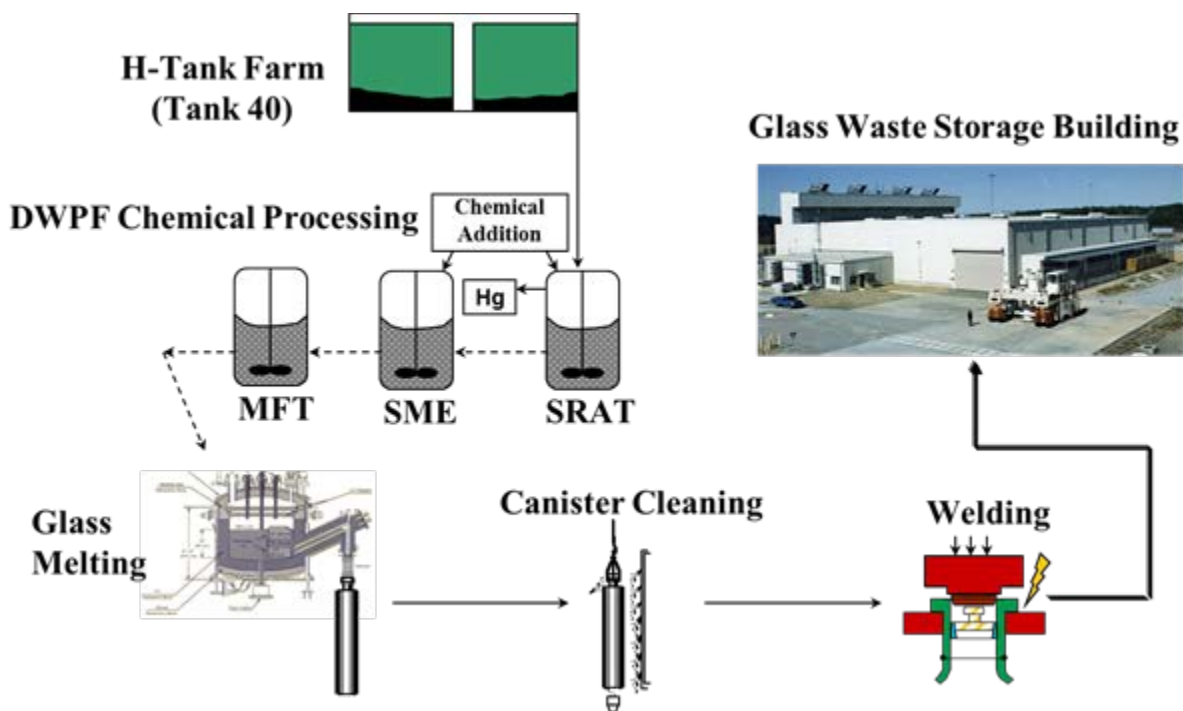 H-Tank Farm
(Tank 40)
Glass Waste Storage Building
DWPF Chemical Processing
Chemical
Addition
Hg
MFT
SME
SRAT
Glass
Melting
Canister Cleaning
Welding